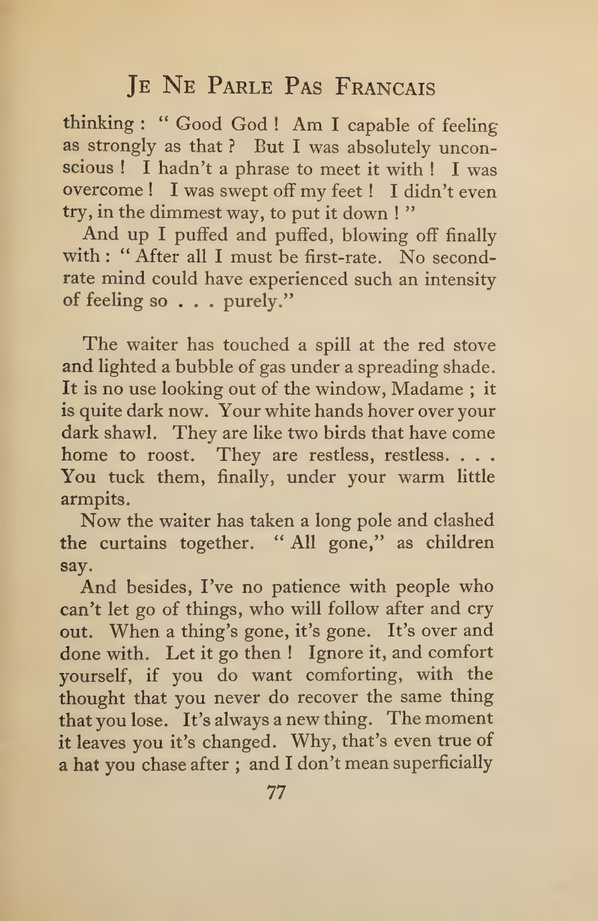 JE NE PARLE PAS FRANCAIS
thinking : “ Good God ! Am I capable of feeling
as strongly as that ? But I was absolutely uncon-
scious ! I hadn’t a phrase to meet it with ! I was
overcome ! I was swept off my feet ! I didn’t even
try, in the dimmest way, to put it down ! ”
And up I puffed and puffed, blowing off finally
with : “ After all I must be first-rate. No second-
rate mind could have experienced such an intensity
of feeling so . . . purely.”
The waiter has touched a spill at the red stove
and lighted a bubble of gas under a spreading shade.
It is no use looking out of the window, Madame ; it
is quite dark now. Your white hands hover over your
dark shawl. They are like two birds that have come
home to roost. They are restless, restless. . . .
You tuck them, finally, under your warm little
armpits.
Now the waiter has taken a long pole and clashed
the curtains together. “ All gone,” as children
say.
And besides, I’ve no patience with people who
can’t let go of things, who will follow after and cry
out. When a thing’s gone, it’s gone. It’s over and
done with. Let it go then ! Ignore it, and comfort
yourself, if you do want comforting, with the
thought that you never do recover the same thing
that you lose. It’s always a new thing. The moment
it leaves you it’s changed. Why, that’s even true of
a hat you chase after ; and I don’t mean superficially
77